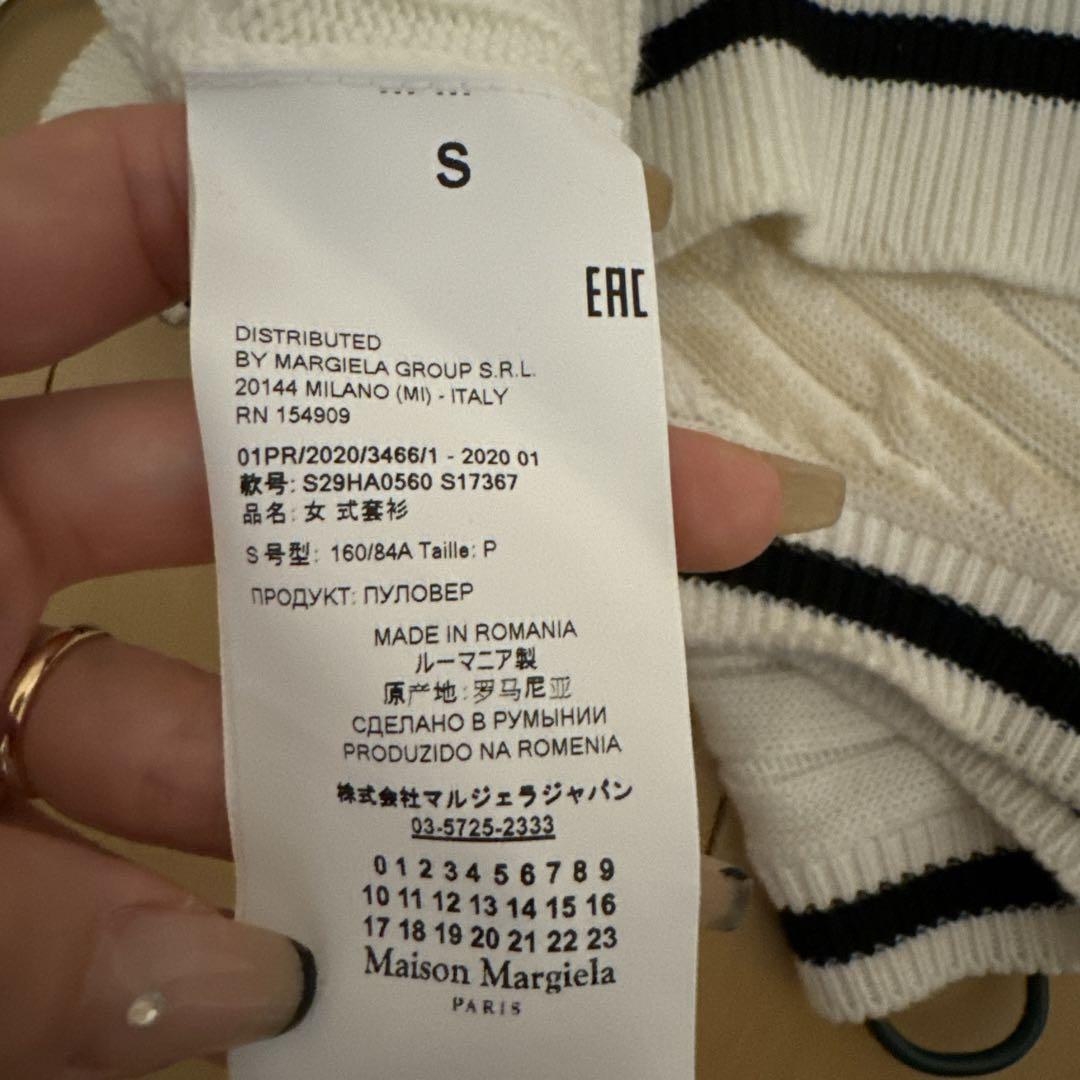 S
EAC
DISTRIBUTED
BY MARGIELA GROUP S.R.L.
20144 MILANO (MI) - ITALY
RN 154909
01PR/2020/3466/1 - 2020 01
款号: S29HA0560 S17367
品名: 女 式套衫
S 号型: 160/84A Taille: P
ПРОДУКТ: ПУЛОВЕР
MADE IN ROMANIA
ルーマニア製
原产地: 罗马尼亚
СДЕЛАНО В РУМЫНИИ
PRODUZIDO NA ROMENIA
株式会社マルジェラジャパン
03-5725-2333
0 1 2 3 4 5 6 7 8 9
10 11 12 13 14 15 16
17 18 19 20 21 22 23
Maison Margiela
PARIS